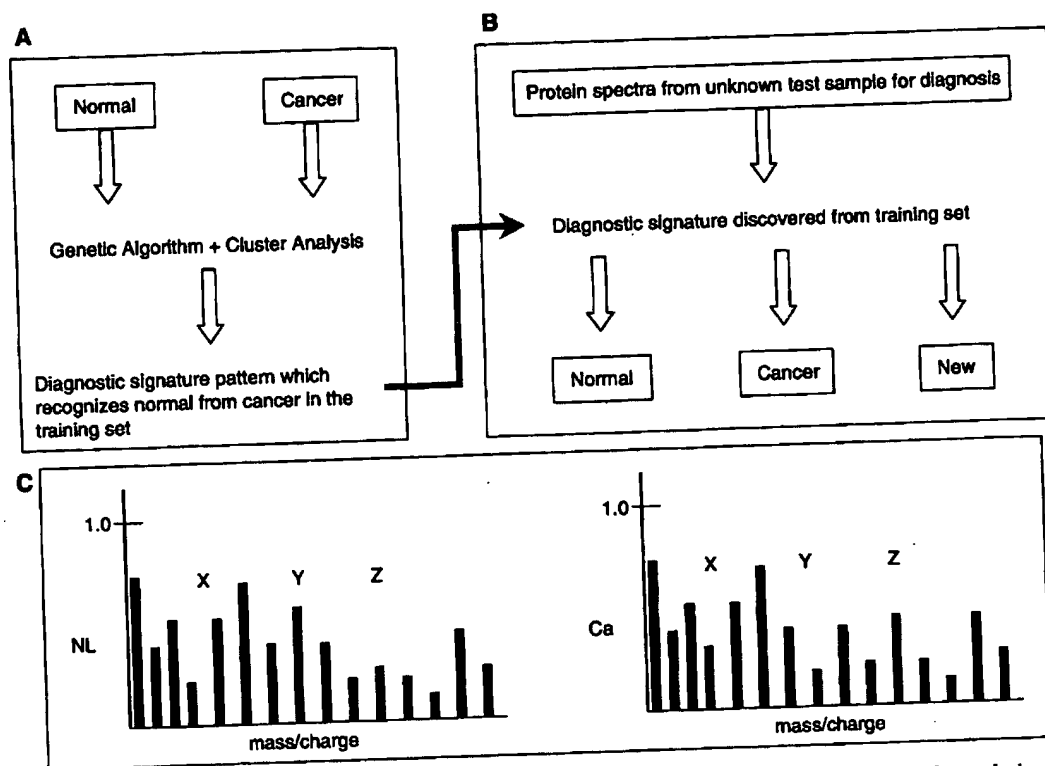 A
Normal
Cancer
Genetic Algorithm + Cluster Analysis
Diagnostic signature pattern which
recognizes normal from cancer in the
training set
B
Protein spectra from unknown test sample for diagnosis
Diagnostic signature discovered from training set
Normal
Cancer
New
C
1.0
X
Y
Z
NL
mass/charge
1.0
X
Y
Z
Ca
mass/charge